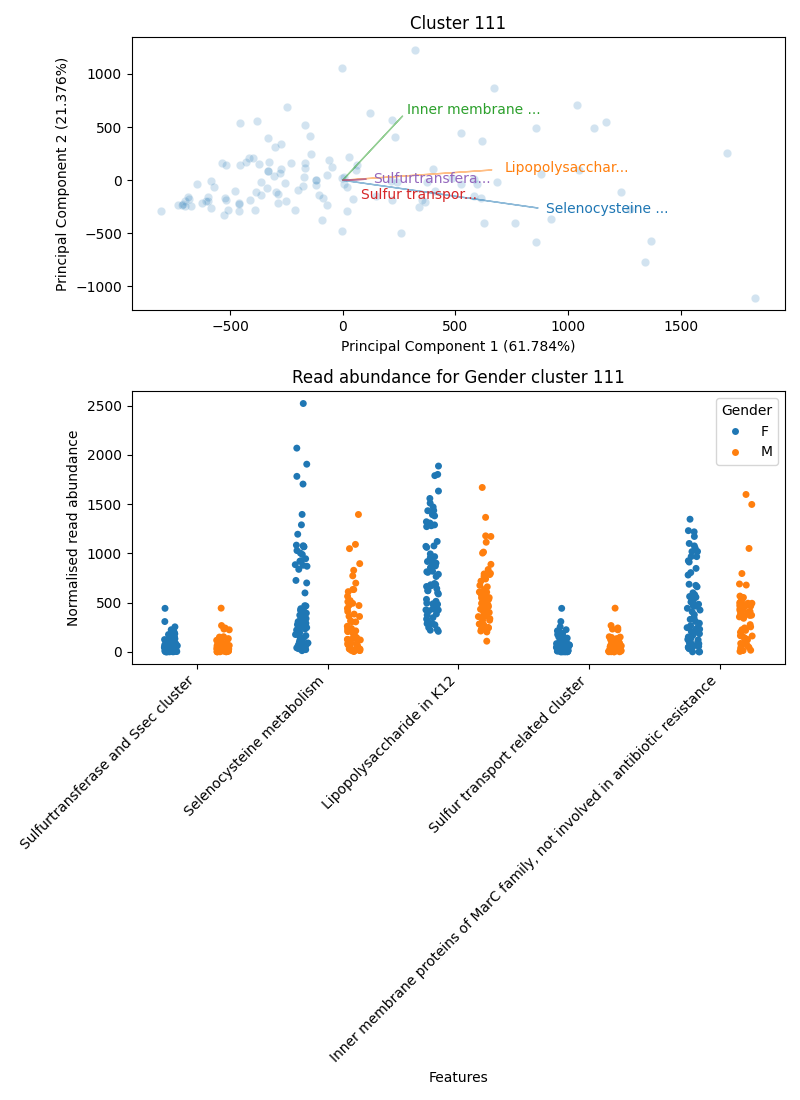 Cluster 111
Principal Component 2 (21.376%)
1000
500
0
−500
−1000
Inner membrane ...
Lipopolysacchar...
Sulfurtransfera...
Sulfur transpor...
Selenocysteine ...
−500
0
500
1000
1500
Principal Component 1 (61.784%)
Read abundance for Gender cluster 111
Normalised read abundance
2500
2000
1500
1000
500
0
Gender
F
M
Sulfurtransferase and Ssec cluster
Selenocysteine metabolism
Lipopolysaccharide in K12
Sulfur transport related cluster
Inner membrane proteins of MarC family, not involved in antibiotic resistance
Features